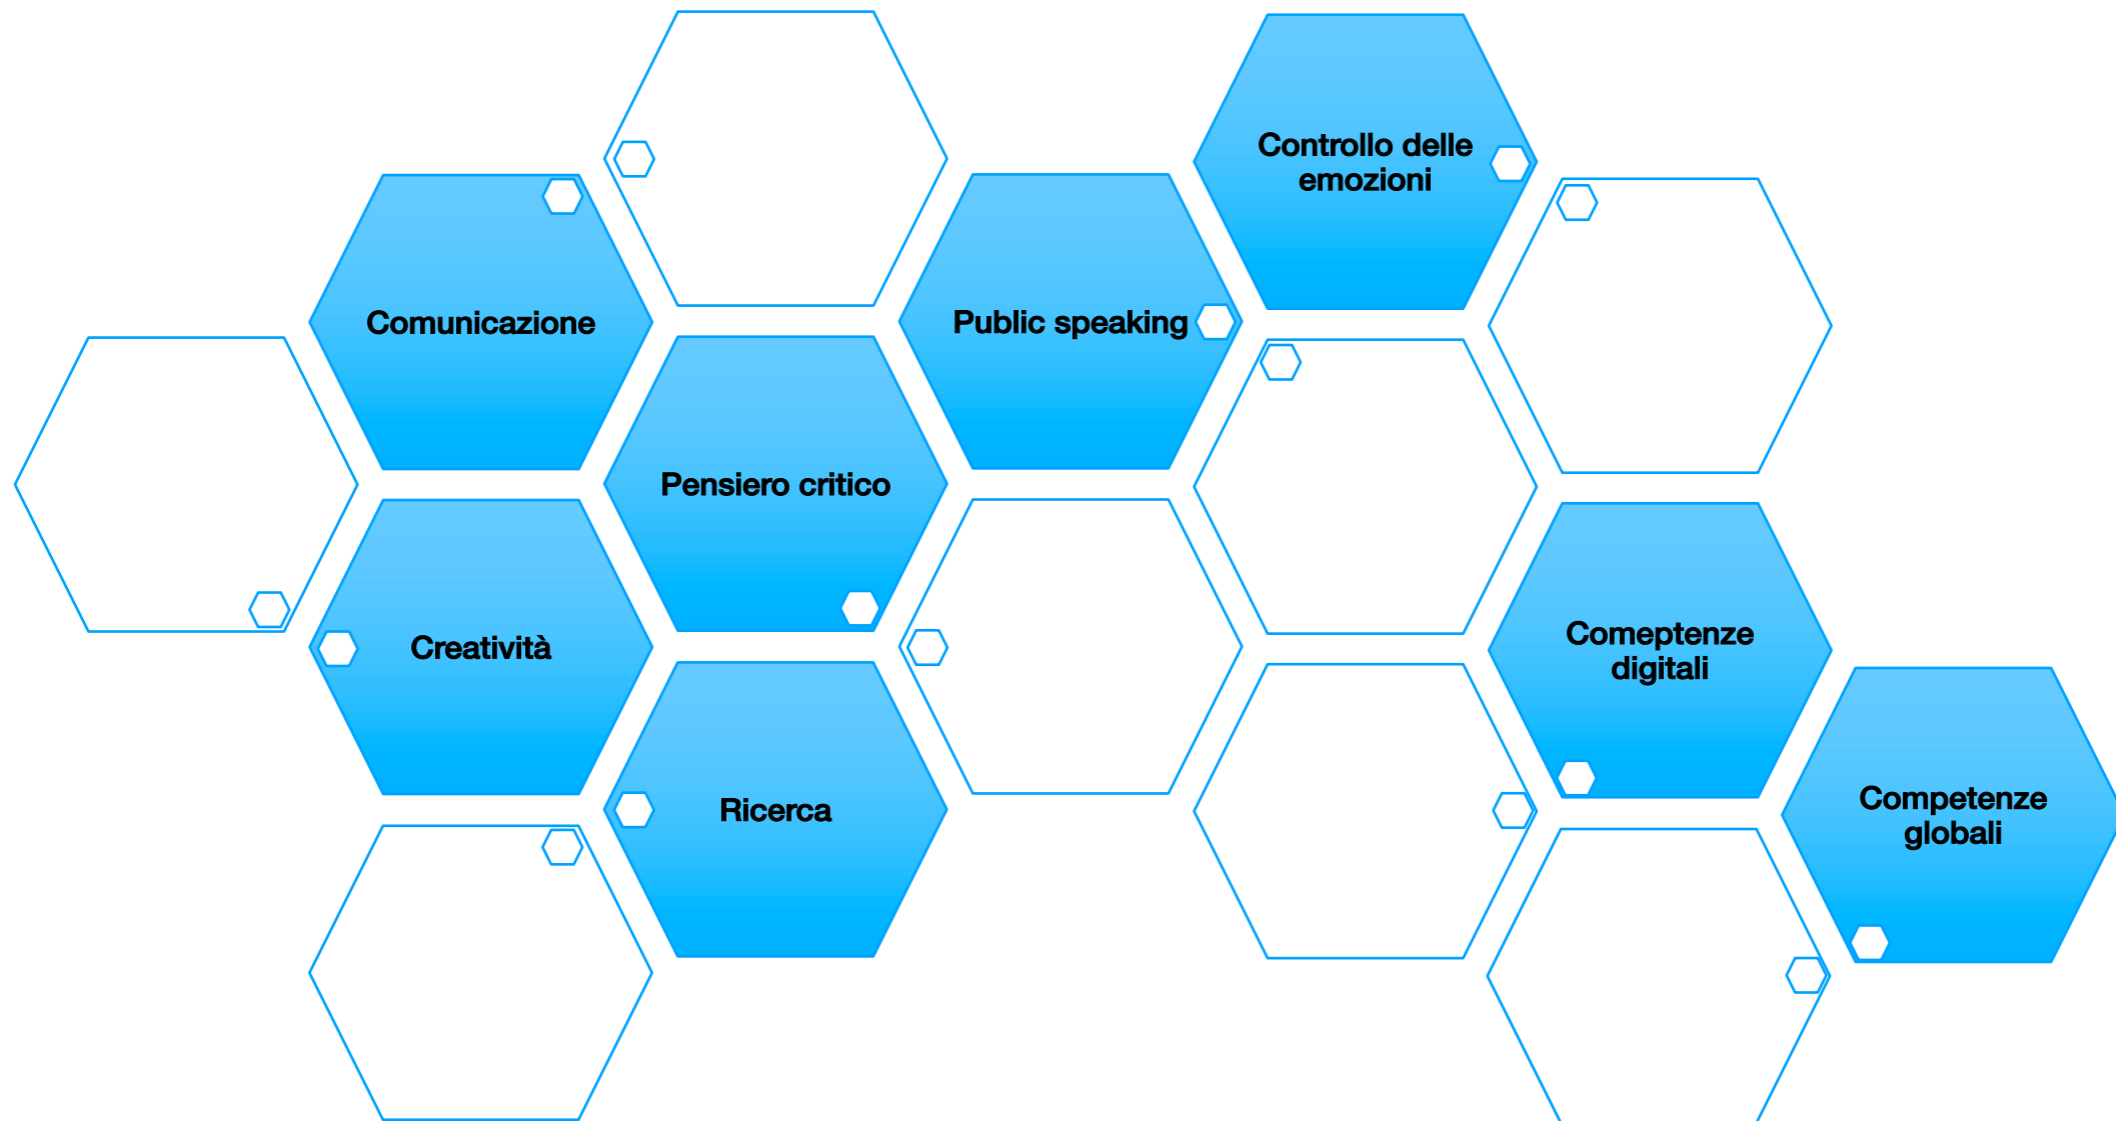 Controllo delle
emozioni
Comunicazione
Public speaking
Pensiero critico
Creatività
Comeptenze
digitali
Ricerca
Competenze
globali